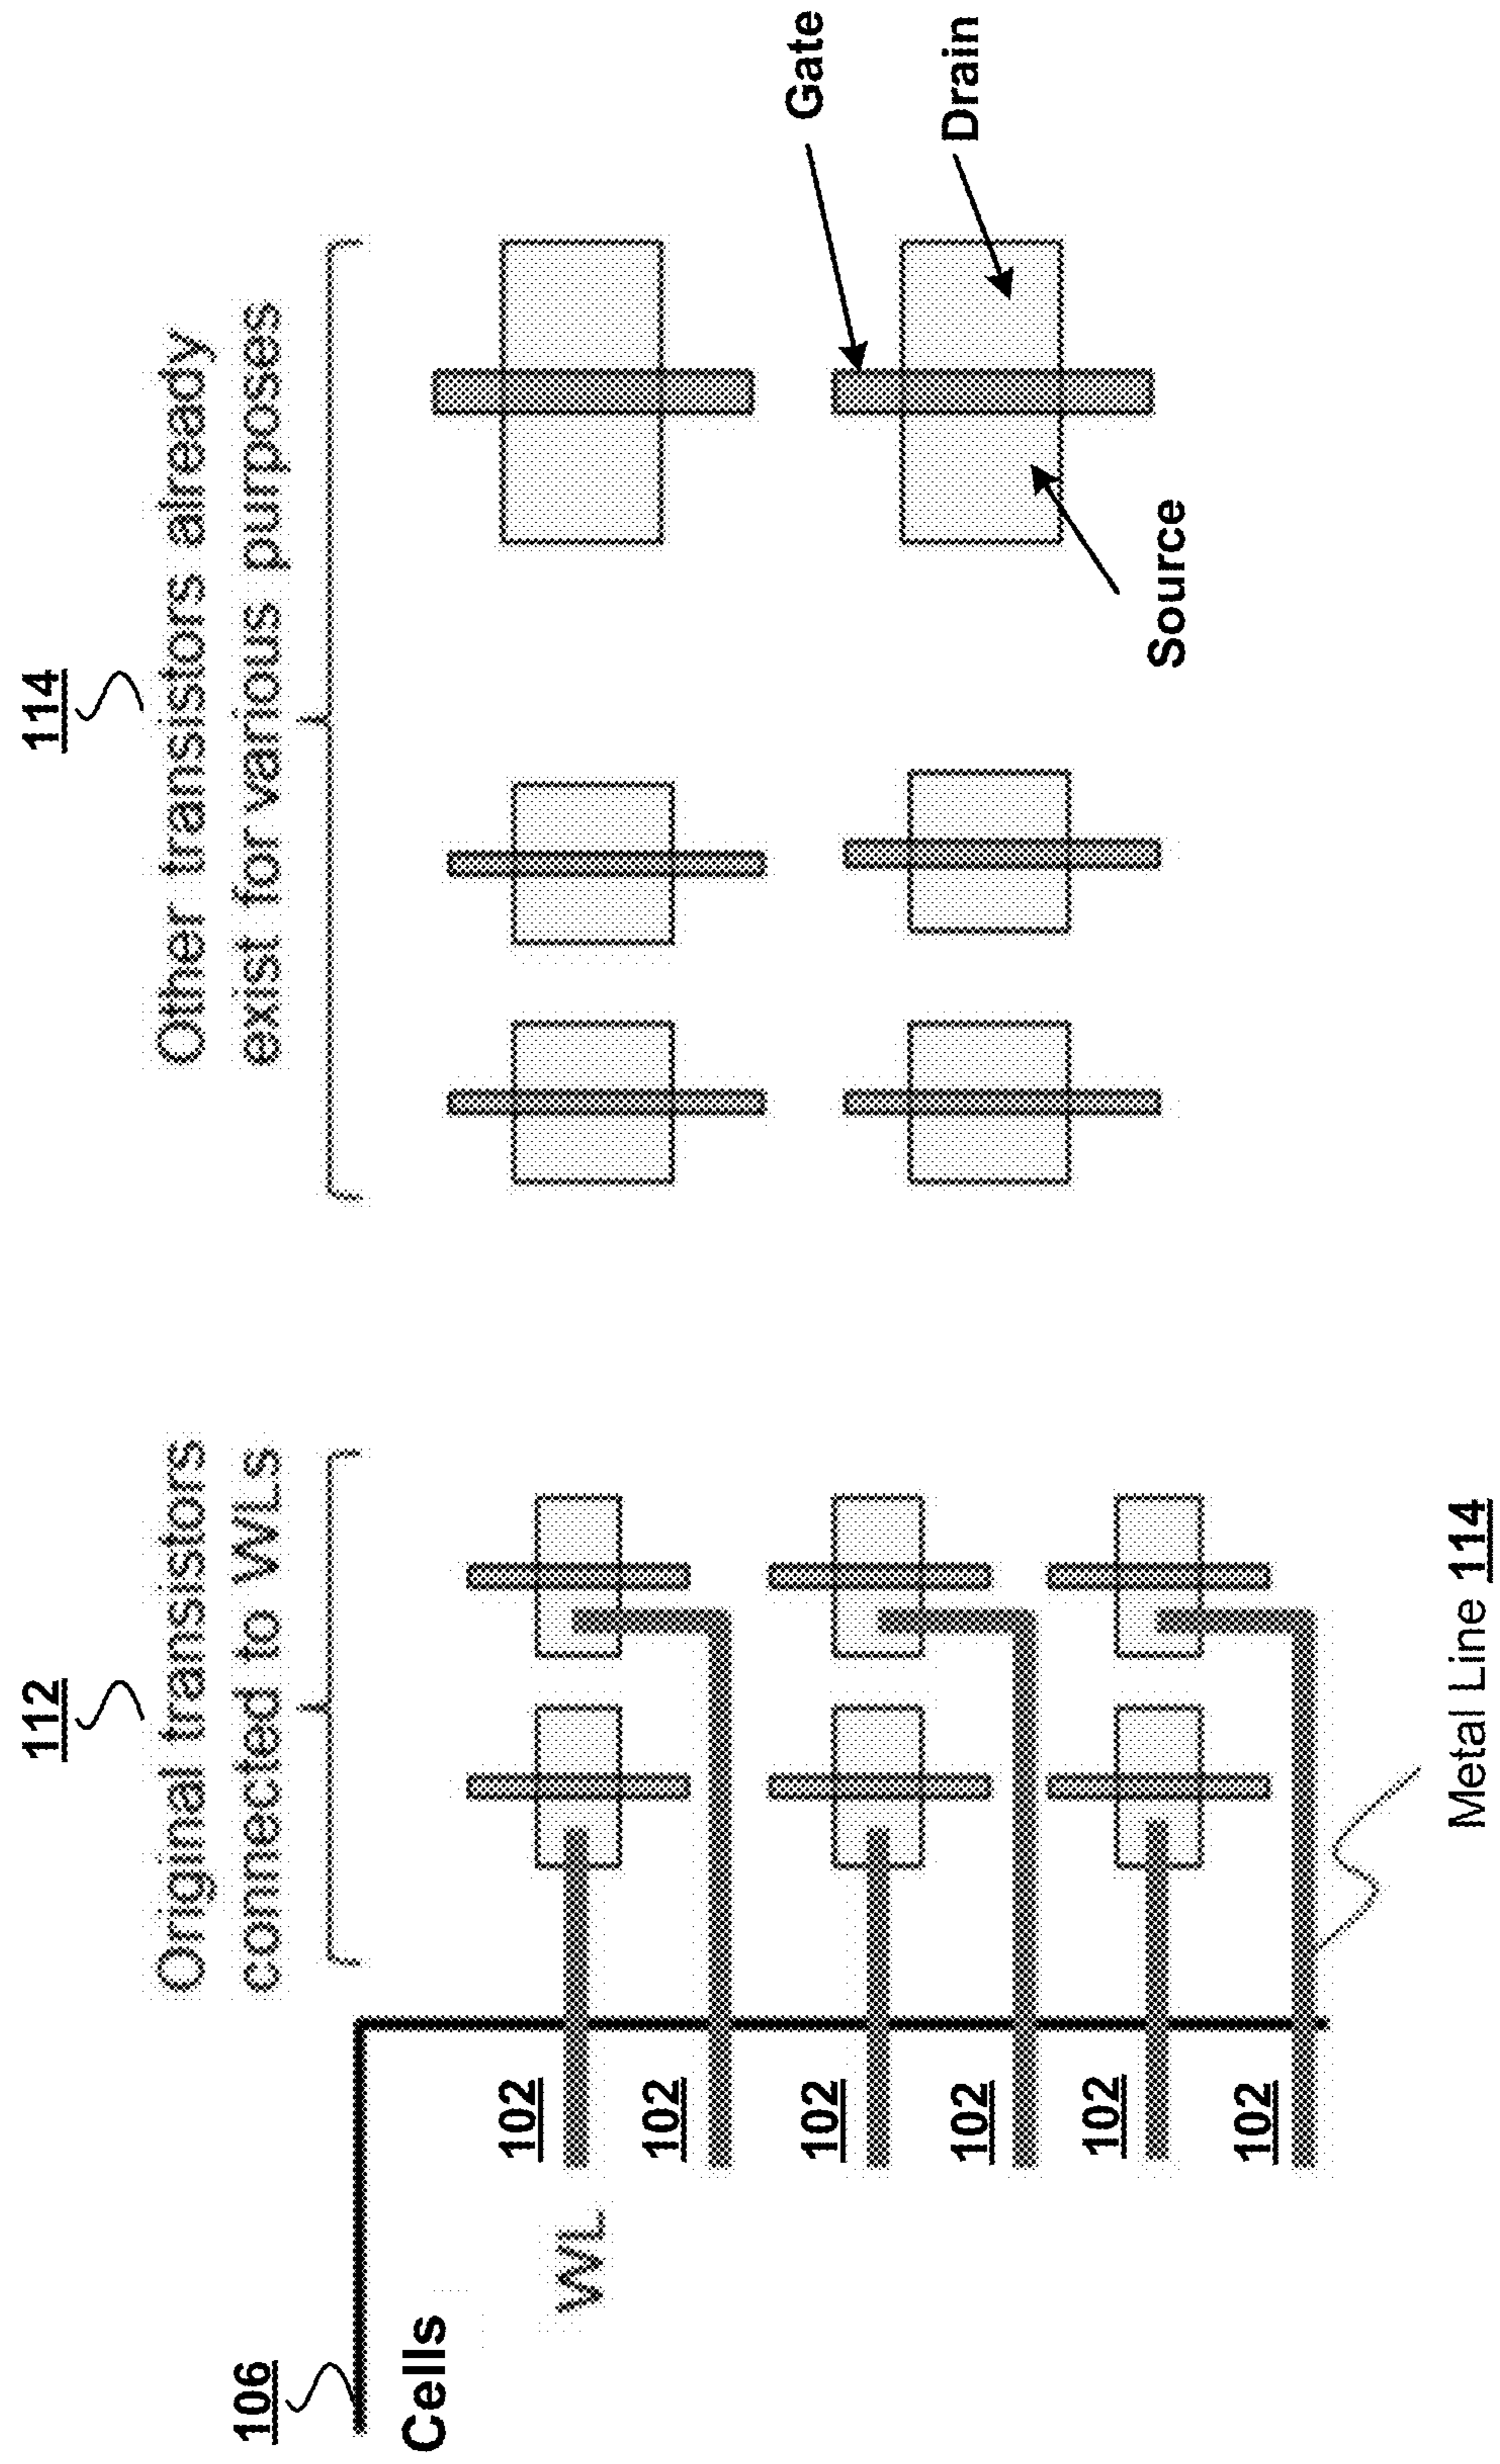 106
Cells
WL
102
102
102
102
102
102
112
Original transistors
connected to WLs
Metal Line 114
114
Other transistors already
exist for various purposes
Gate
Drain
Source